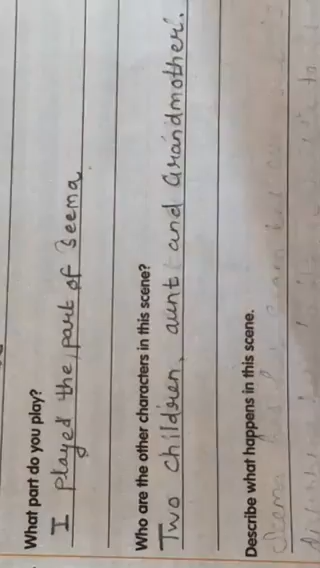 What part do you play?
I played the part of Seema
Who are the other characters in this scene?
Two children, aunt and Grandmother.
Describe what happens in this scene.
Seema